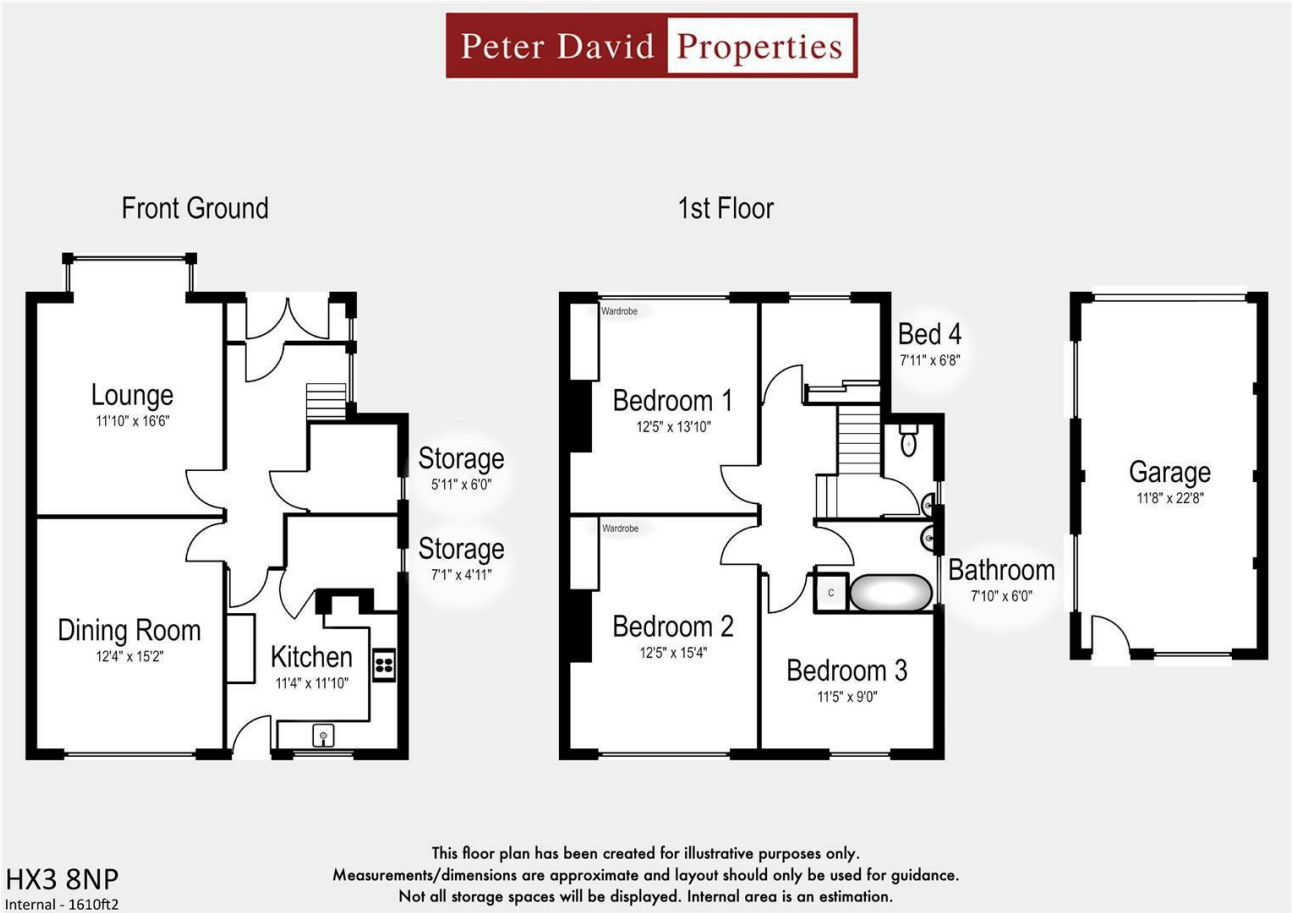 Peter David Properties
Front Ground
1st Floor
Lounge
11'10" x 16'6"
Storage
5'11" x 6'0"
Storage
7'1" x 4'11"
Dining Room
12'4" x 15'2"
Kitchen
11'4" x 11'10"
Wardrobe
Bedroom 1
12'5" x 13'10"
Bed 4
7'11" x 6'8"
Wardrobe
Bedroom 2
12'5" x 15'4"
C
Bathroom
7'10" x 6'0"
Bedroom 3
11'5" x 9'0"
Garage
11'8" x 22'8"
This floor plan has been created for illustrative purposes only.
Measurements/dimensions are approximate and layout should only be used for guidance.
Not all storage spaces will be displayed. Internal area is an estimation.
HX3 8NP
Internal - 1610ft2